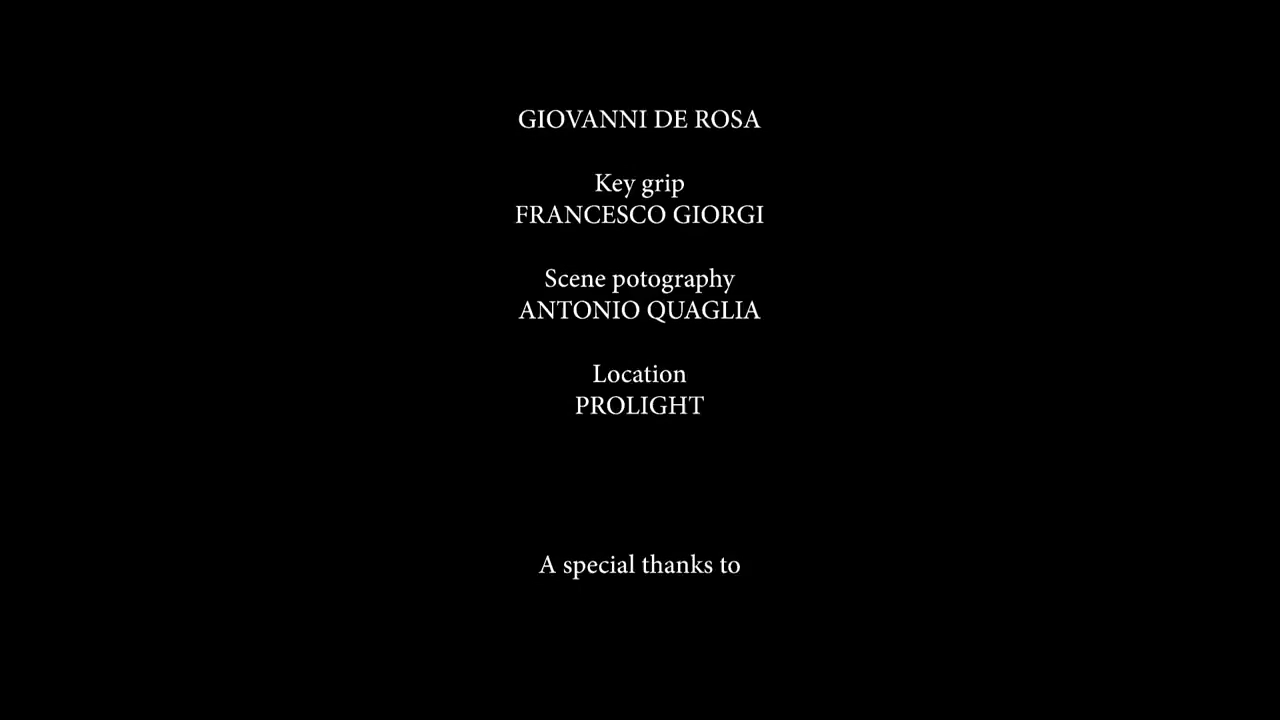 GIOVANNI DE ROSA
Key grip
FRANCESCO GIORGI
Scene potography
ANTONIO QUAGLIA
Location
PROLIGHT
A special thanks to